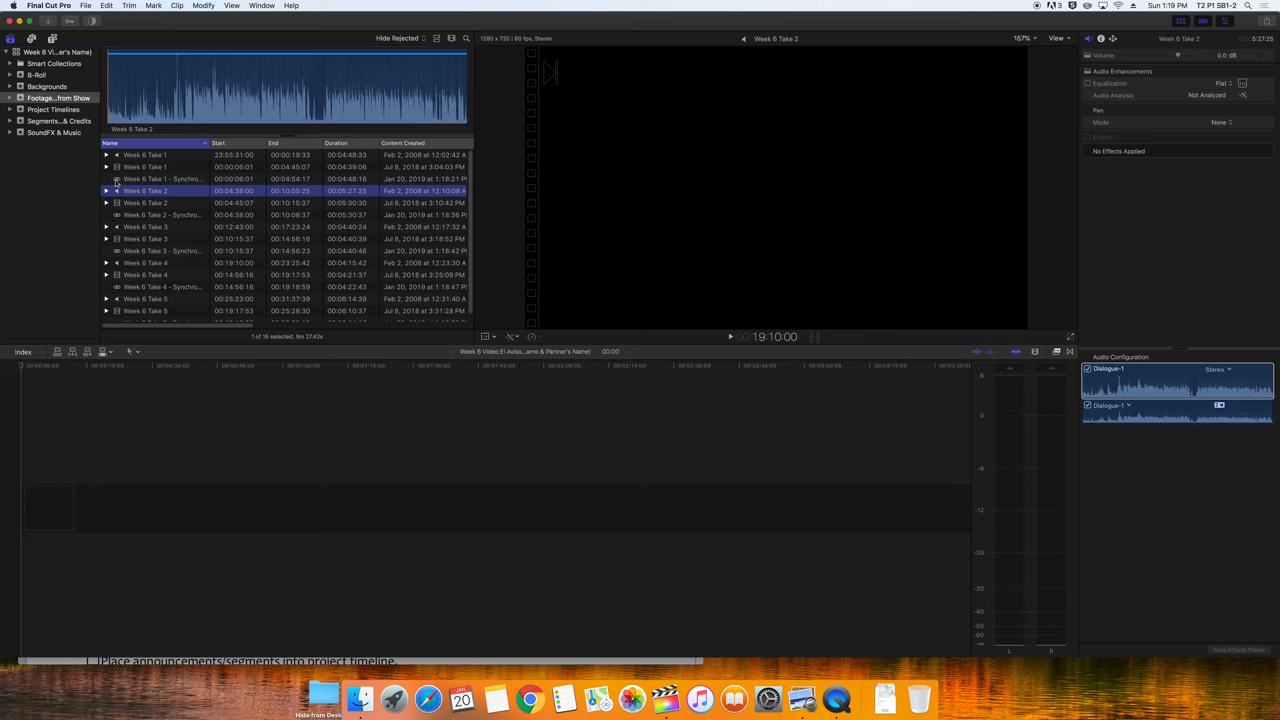 Final Cut Pro File Edit Trim Mark Clip Modify View Window Help Sun 1:19 PM T2 P1 SB1-2
Hide Rejected 1280 x 720 | 60 fps, Stereo Week 6 Take 2 157% View Week 6 Take 2 5:27:25
Week 6 Vi...er's Name)
Smart Collections
B-Roll
Backgrounds
Footage...from Show
Project Timelines
Segments...& Credits
SoundFX & Music
Week 6 Take 2
Name Start End Duration Content Created
Week 6 Take 1 23:55:31:00 00:00:19:33 00:04:48:33 Feb 2, 2008 at 12:02:42 A
Week 6 Take 1 00:00:06:01 00:04:45:07 00:04:39:06 Jul 8, 2018 at 3:04:03 PM
Week 6 Take 1 - Synchro... 00:00:06:01 00:04:54:17 00:04:48:16 Jan 20, 2019 at 1:18:21 PM
Week 6 Take 2 00:04:38:00 00:10:05:25 00:05:27:25 Feb 2, 2008 at 12:10:08 A
Week 6 Take 2 00:04:45:07 00:10:15:37 00:05:30:30 Jul 8, 2018 at 3:10:42 PM
Week 6 Take 2 - Synchro... 00:04:38:00 00:10:08:37 00:05:30:37 Jan 20, 2019 at 1:18:36 PM
Week 6 Take 3 00:12:43:00 00:17:23:24 00:04:40:24 Feb 2, 2008 at 12:17:32 A
Week 6 Take 3 00:10:15:37 00:14:56:16 00:04:40:39 Jul 8, 2018 at 3:18:52 PM
Week 6 Take 3 - Synchro... 00:10:15:37 00:14:56:23 00:04:40:46 Jan 20, 2019 at 1:18:42 PM
Week 6 Take 4 00:19:10:00 00:23:25:42 00:04:15:42 Feb 2, 2008 at 12:23:30 A
Week 6 Take 4 00:14:56:16 00:19:17:53 00:04:21:37 Jul 8, 2018 at 3:25:08 PM
Week 6 Take 4 - Synchro... 00:14:56:16 00:19:18:59 00:04:22:43 Jan 20, 2019 at 1:18:47 PM
Week 6 Take 5 00:25:23:00 00:31:37:39 00:06:14:39 Feb 2, 2008 at 12:31:40 A
Week 6 Take 5 00:19:17:53 00:25:28:30 00:06:10:37 Jul 8, 2018 at 3:31:28 PM
1 of 15 selected, 5m 27.42s
19:10:00
Volume 0.0 dB
Audio Enhancements
Equalization Flat
Audio Analysis Not Analyzed
Pan
Mode None
Effects
No Effects Applied
Index Week 6 Video El Aviso...ame & Partner's Name) 00:00
00:00:00:00 00:00:15:00 00:00:30:00 00:00:45:00 00:01:00:00 00:01:15:00 00:01:30:00 00:01:45:00 00:02:00:00 00:02:15:00 00:02:30:00 00:02:45:00 00:03:00:00 00:03:15:00 00:03:30:00
6
0
-6
-12
-20
-30
-40
-50
-60
L R
Audio Configuration
Dialogue-1 Stereo
Dialogue-1
Save Effects Preset
Place announcements/segments into project timeline.
Hide from Desk
JAN
20
PDF